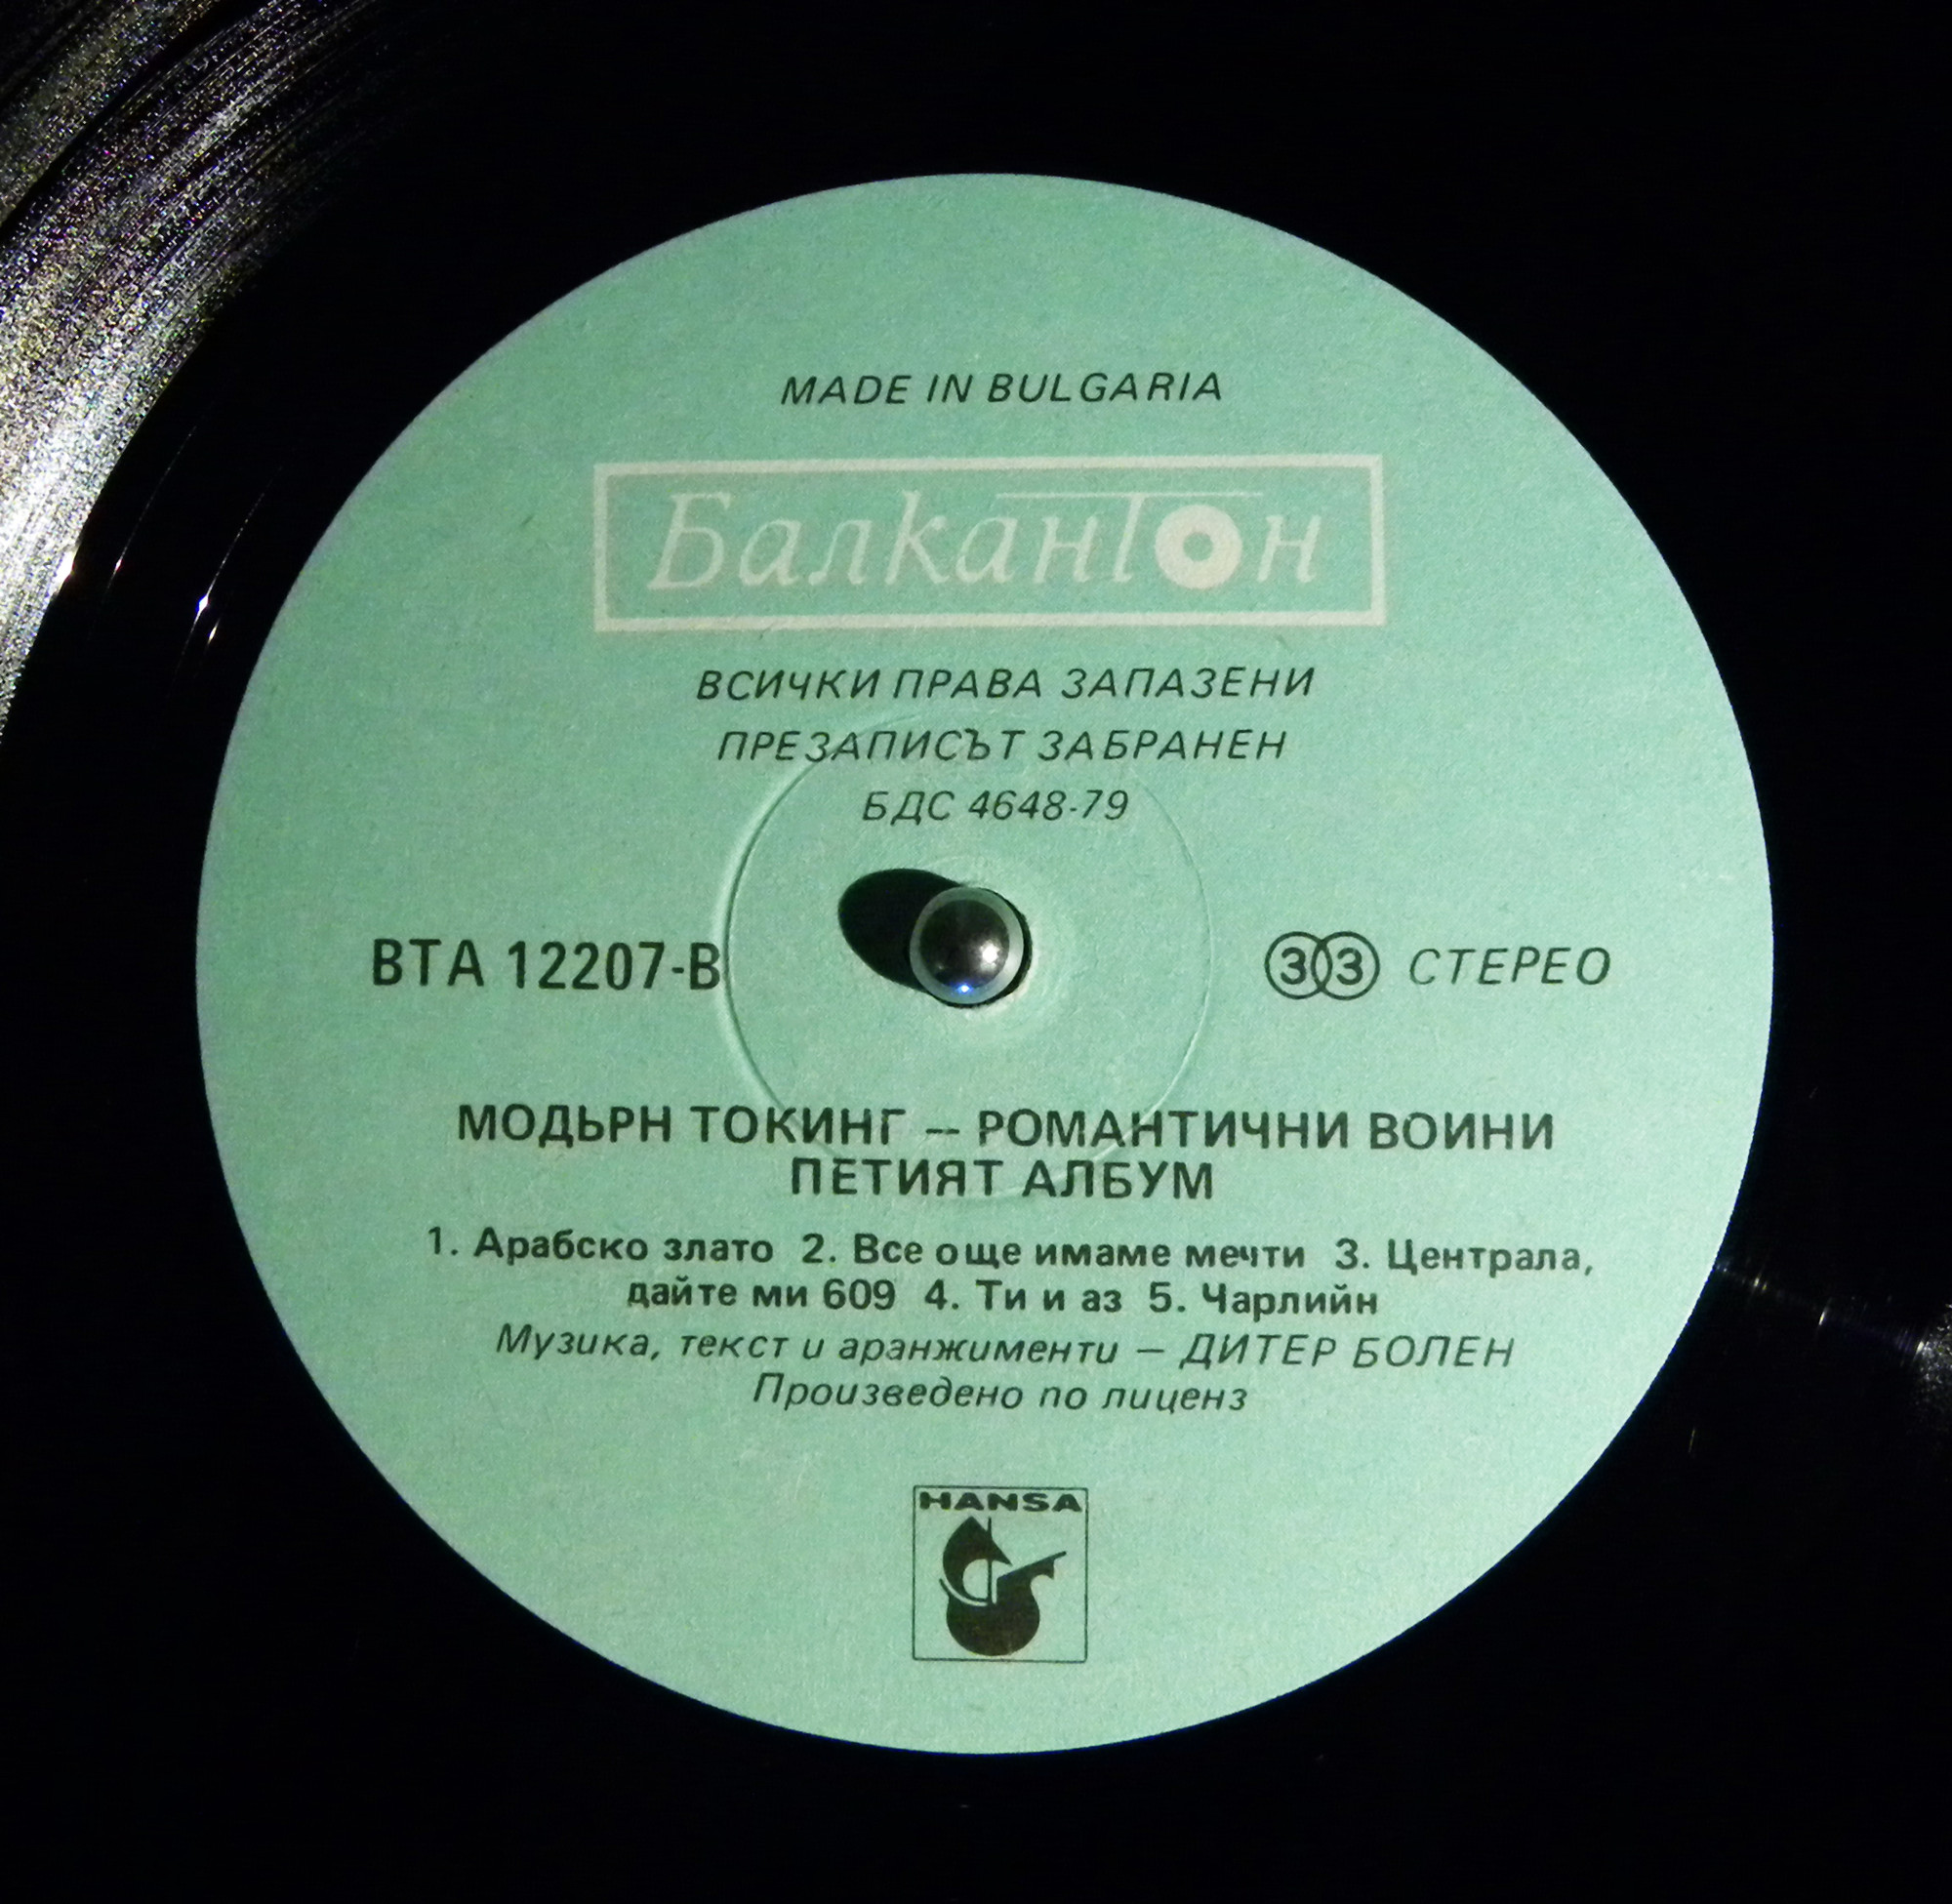 MADE IN BULGARIA
Балкантон
ВСИЧКИ ПРАВА ЗАПАЗЕНИ
ПРЕЗАПИСЪТ ЗАБРАНЕН
БДС 4648-79
ВТА 12207-В
33 СТЕРЕО
МОДЬРН ТОКИНГ -- РОМАНТИЧНИ ВОИНИ
ПЕТИЯТ АЛБУМ
1. Арабско злато 2. Все още имаме мечти 3. Централа,
дайте ми 609 4. Ти и аз 5. Чарлийн
Музика, текст и аранжименти — ДИТЕР БОЛЕН
Произведено по лиценз
HANSA